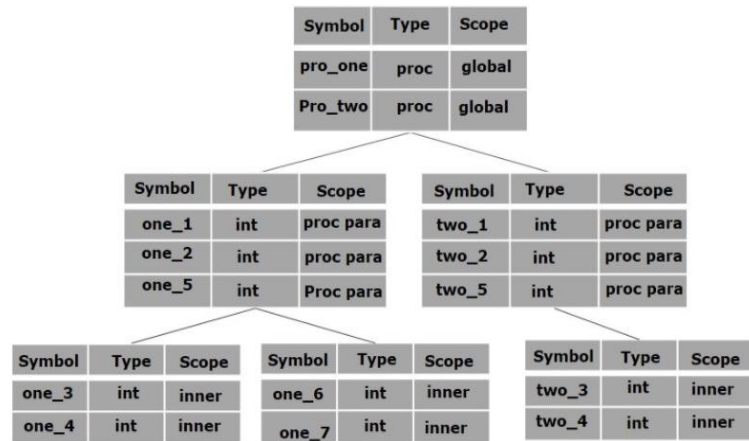 Symbol Type Scope
pro_one proc global
Pro_two proc global
Symbol Type Scope
one_1 int proc para
one_2 int proc para
one_5 int Proc para
Symbol Type Scope
two_1 int proc para
two_2 int proc para
two_5 int proc para
Symbol Type Scope
one_3 int inner
one_4 int inner
Symbol Type Scope
one_6 int inner
one_7 int inner
Symbol Type Scope
two_3 int inner
two_4 int inner